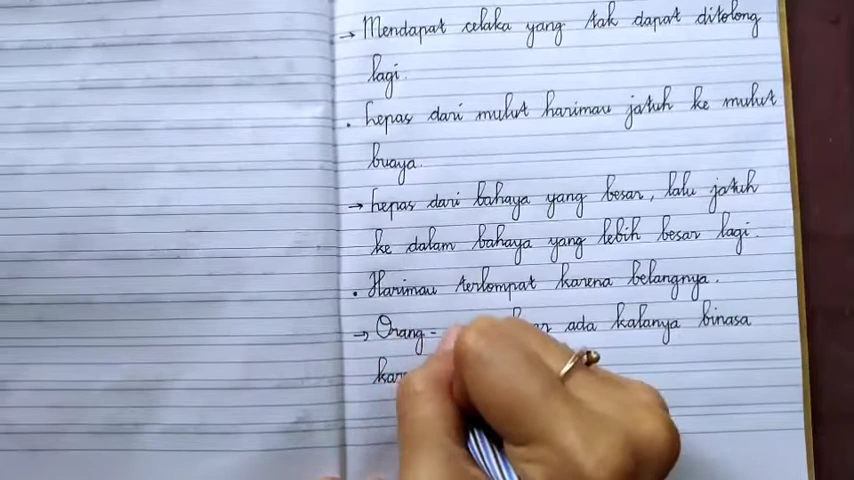 → Mendapat celaka yang tak dapat ditolong
lagi.
. Lepas dari mulut harimau jatuh ke mulut
buaya.
→ Lepas dari bahaya yang besar, lalu jatuh
ke dalam bahaya yang lebih besar lagi.
. Harimau terlompat karena belangnya.
→ Orang- ada kalanya binasa